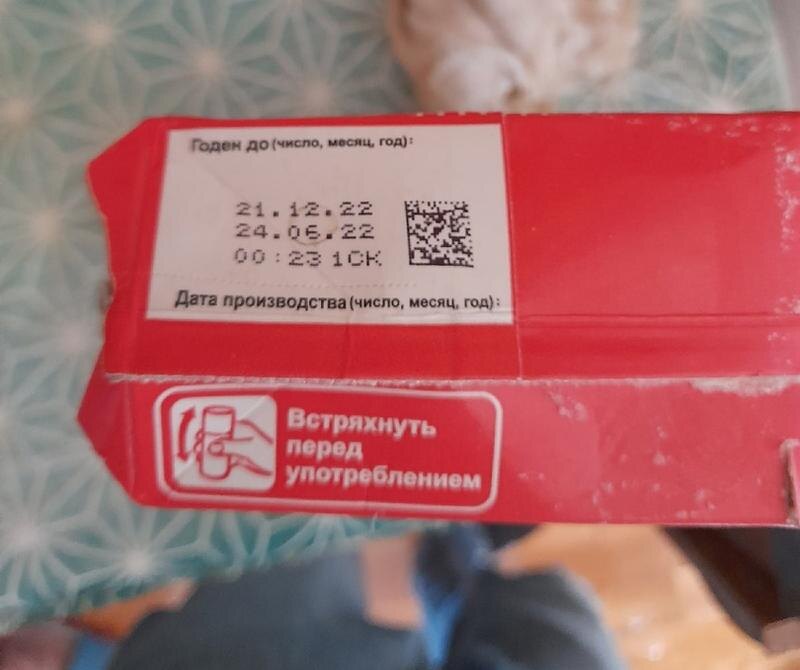 Годен до (число, месяц, год):
21.12.22
24.06.22
00:23 1СК
Дата производства (число, месяц, год):
Встряхнуть
перед
употреблением